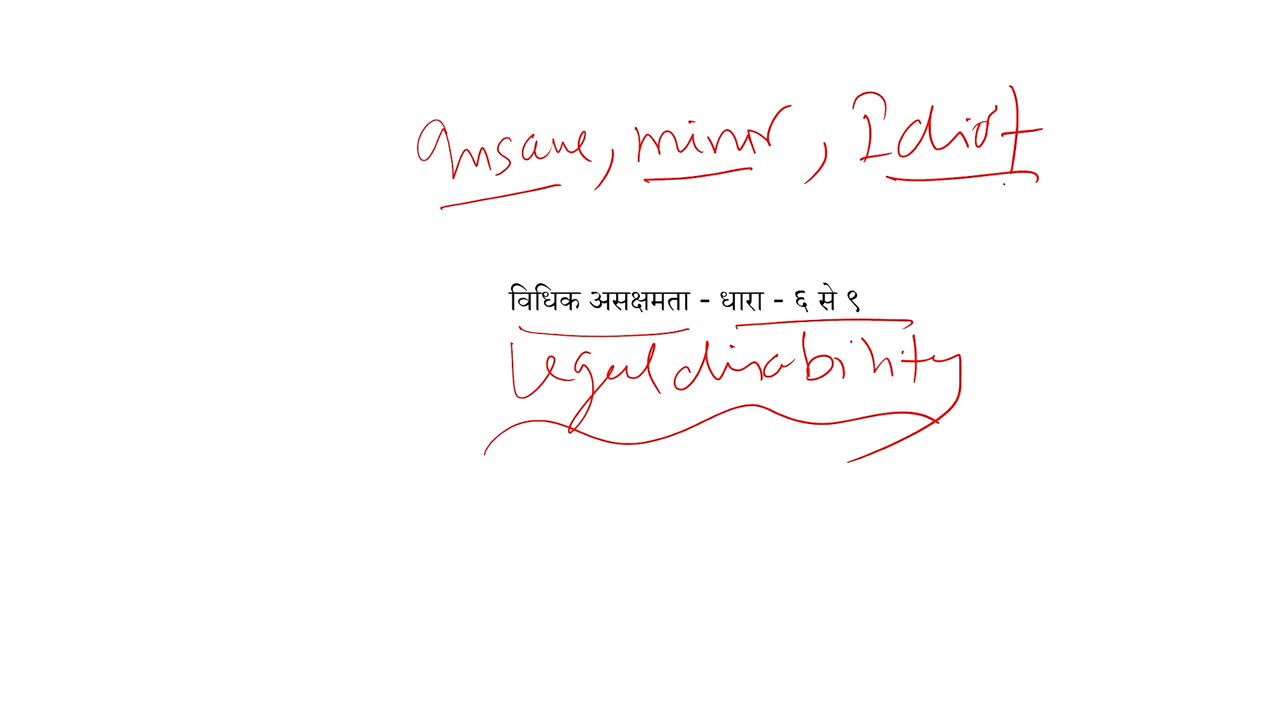 Insane, minor, Idiot
विधिक असक्षमता - धारा - ६ से ९
Legal disability